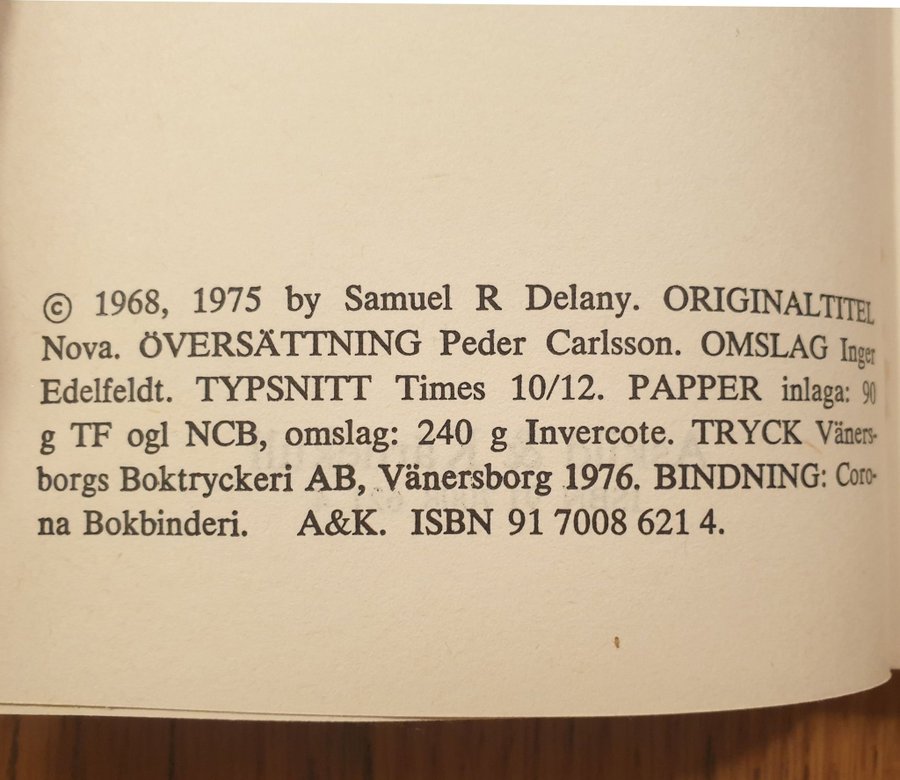 © 1968, 1975 by Samuel R Delany. ORIGINALTITEL
Nova. ÖVERSÄTTNING Peder Carlsson. OMSLAG Inger
Edelfeldt. TYPSNITT Times 10/12. PAPPER inlaga: 90
g TF ogl NCB, omslag: 240 g Invercote. TRYCK Väners-
borgs Boktryckeri AB, Vänersborg 1976. BINDNING: Coro-
na Bokbinderi. A&K. ISBN 91 7008 621 4.